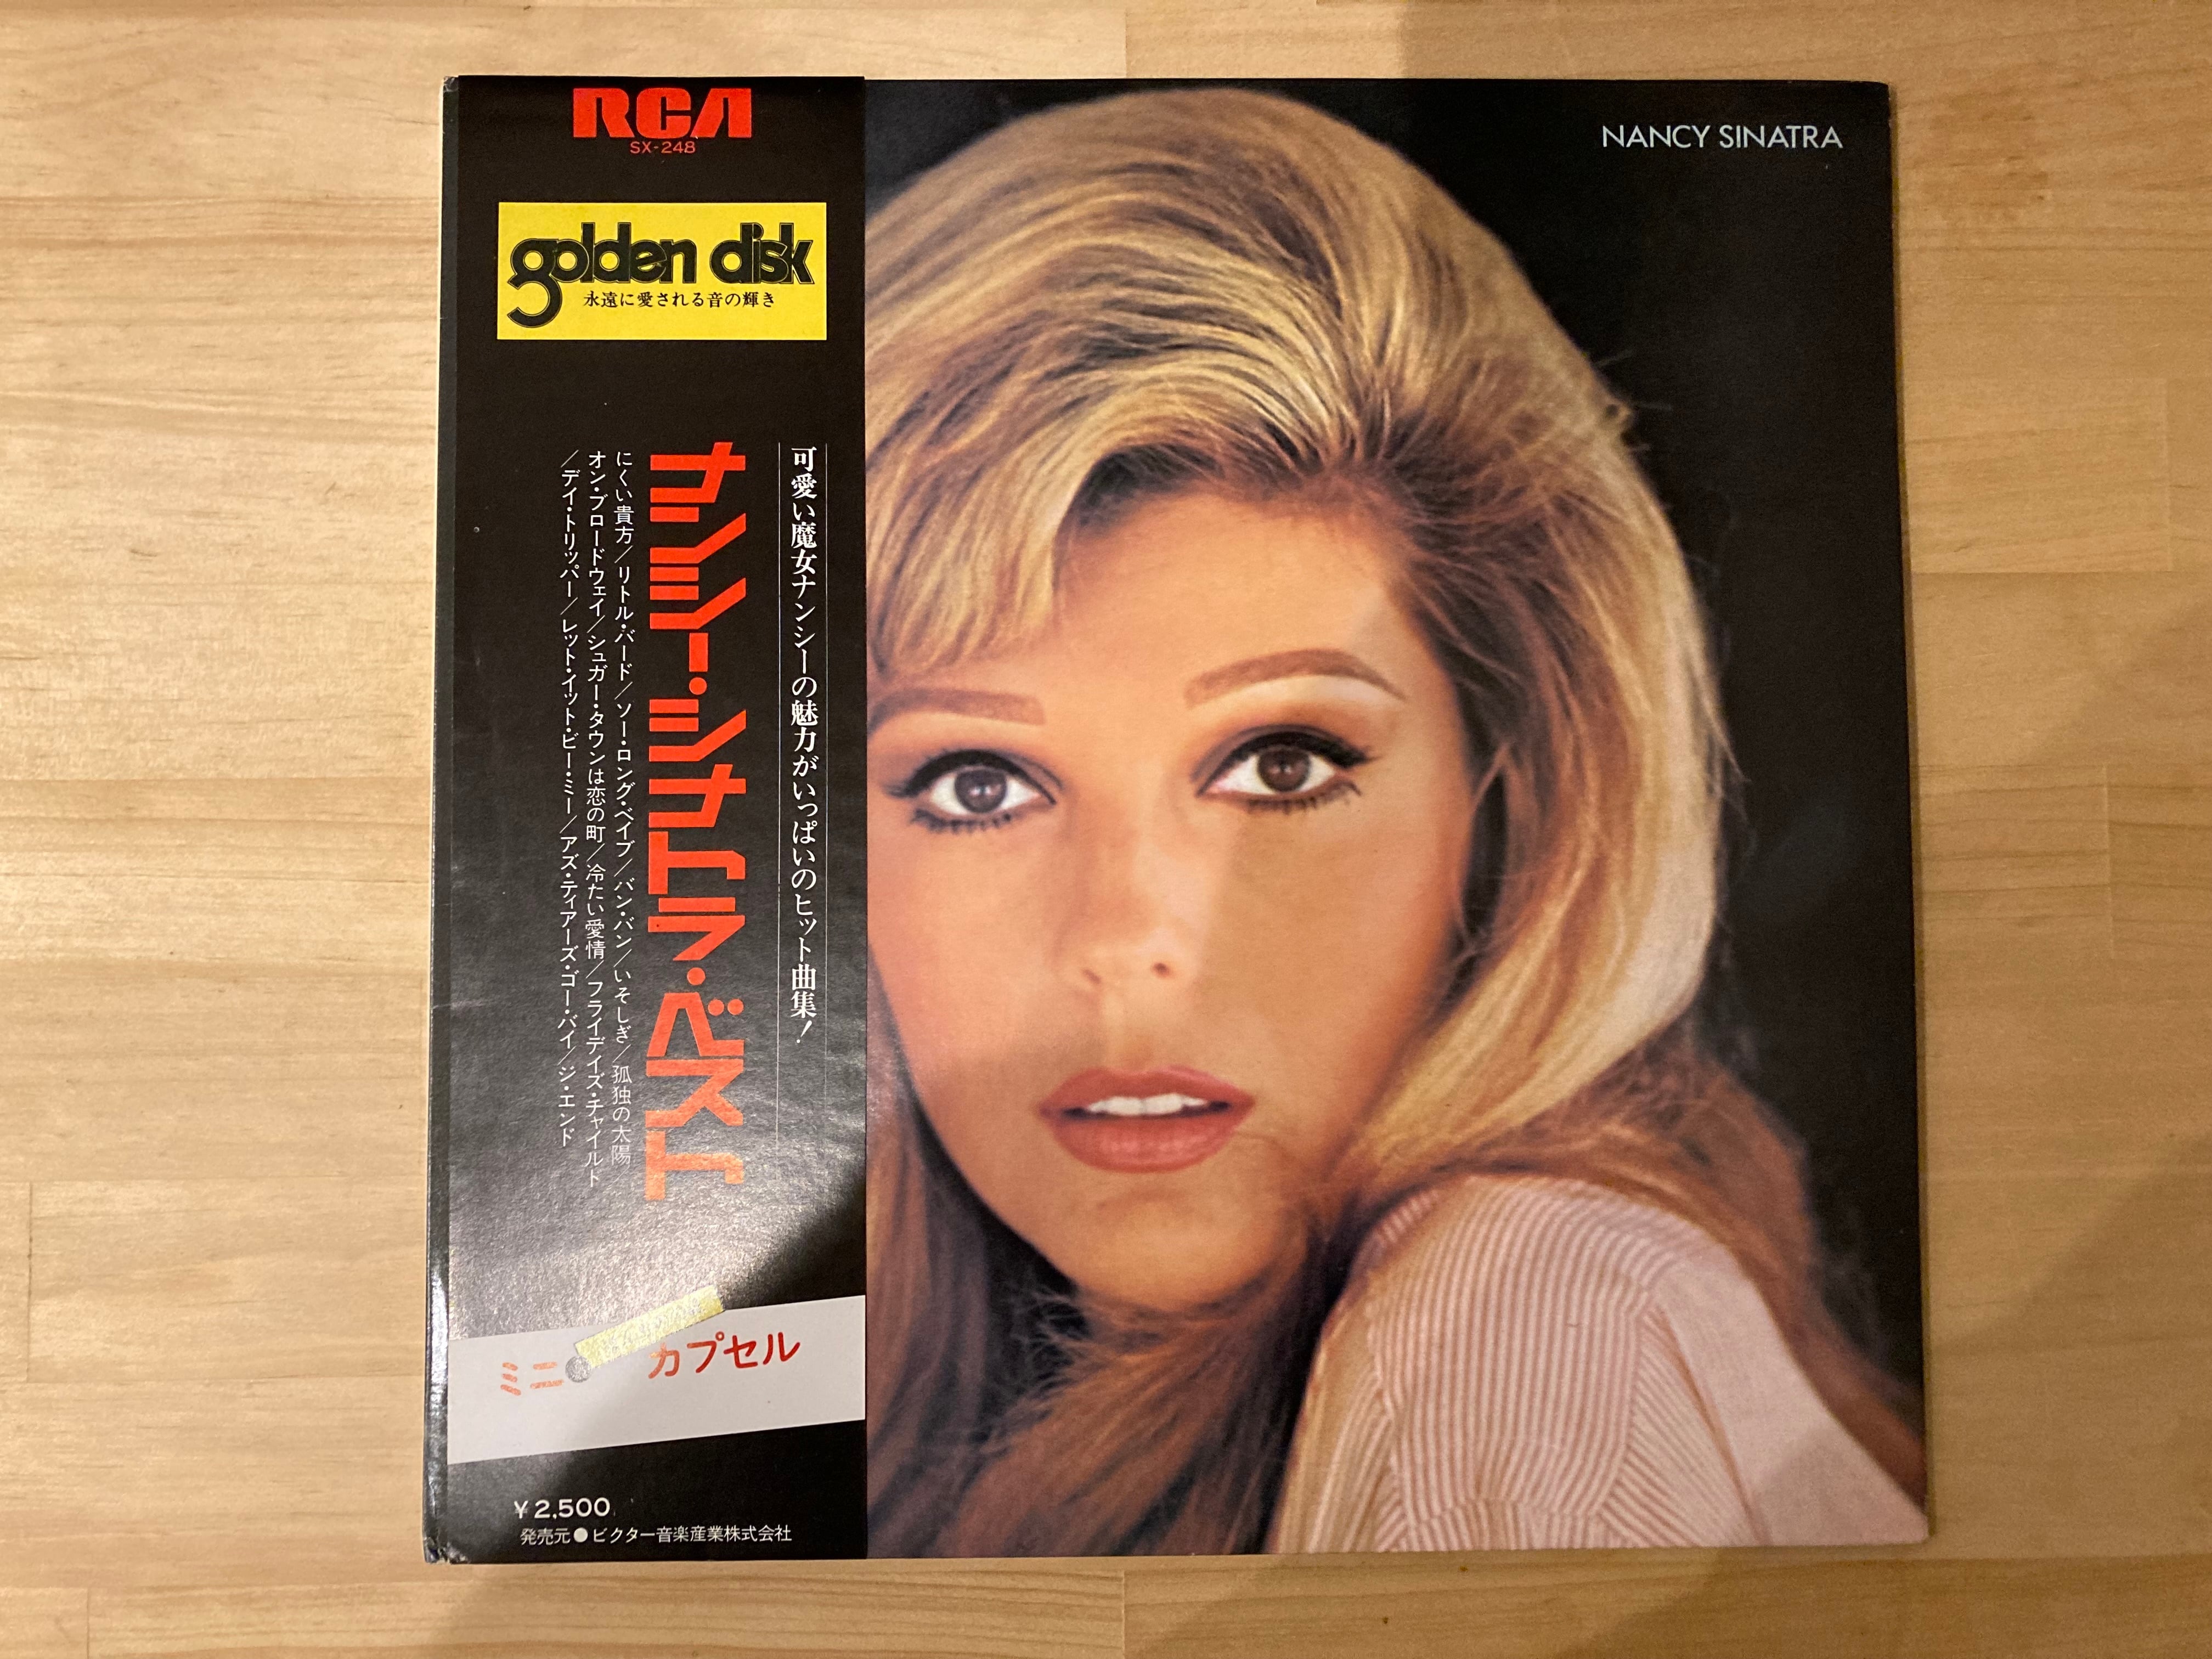 RCA
SX-248
golden disk
永遠に愛される音の輝き
NANCY SINATRA
可愛い魔女ナンシーの魅力がいっぱいのヒット曲集!
ナンシー・シナトラ・ベスト
にくい貴方/リトル・バード/ソー・ロング・ベイブ/バン・バン/いそしぎ/孤独の太陽
オン・ブロードウェイ/シュガー・タウンは恋の町/冷たい愛情/フライデイズ・チャイルト
/デイ・トリッパー/レット・イット・ビー・ミー/アズ・ティアーズ・ゴー・バイ/ジ・エンド
ミニ カプセル
¥2,500
発売元●ビクター音楽産業株式会社